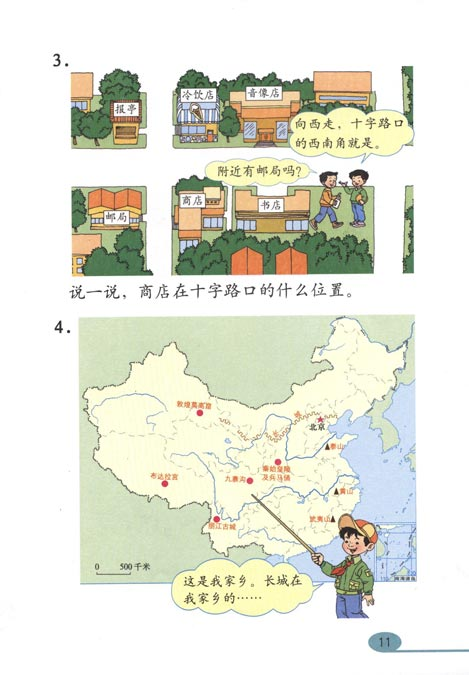 3.
报亭
冷饮店
音像店
向西走，十字路口
的西南角就是。
附近有邮局吗？
邮局
商店
书店
说一说，商店在十字路口的什么位置。
4.
敦煌莫高窟
长
城
北京
泰山
秦始皇陵
及兵马俑
布达拉宫
九寨沟
黄山
丽江古城
武夷山
0 500千米
南海诸岛
这是我家乡。长城在
我家乡的……
11